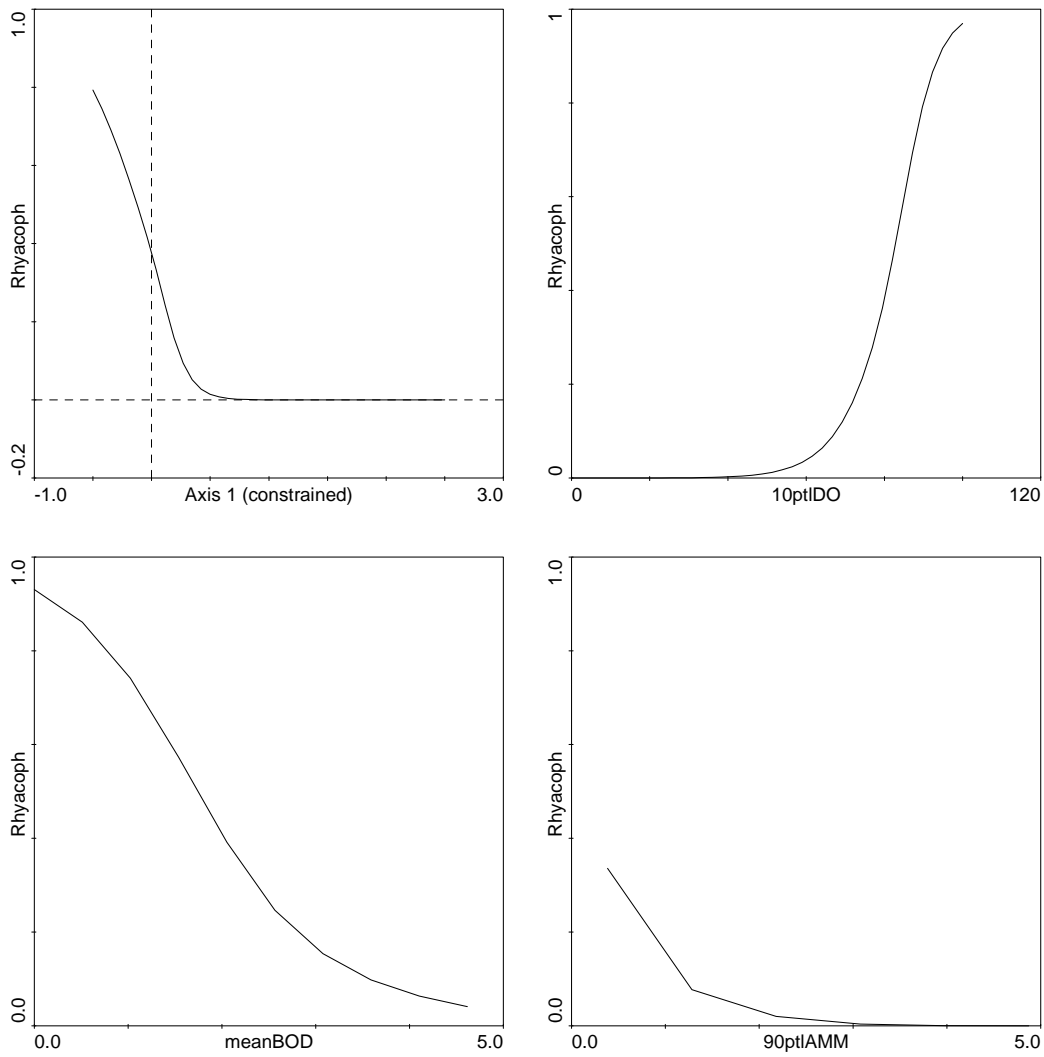 1.0
Rhyacoph
-0.2
-1.0 Axis 1 (constrained) 3.0
1
Rhyacoph
0
0 10ptlDO 120
1.0
Rhyacoph
0.0
0.0 meanBOD 5.0
1.0
Rhyacoph
0.0
0.0 90ptlAMM 5.0